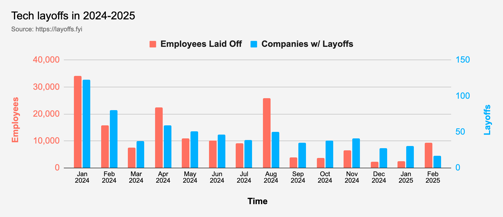 Tech layoffs in 2024-2025
Source: https://layoffs.fyi
Employees Laid Off Companies w/ Layoffs
40,000 150
30,000
100
20,000
50
10,000
0 0
Employees
Layoffs
Jan Feb Mar Apr May Jun Jul Aug Sep Oct Nov Dec Jan Feb
2024 2024 2024 2024 2024 2024 2024 2024 2024 2024 2024 2024 2025 2025
Time